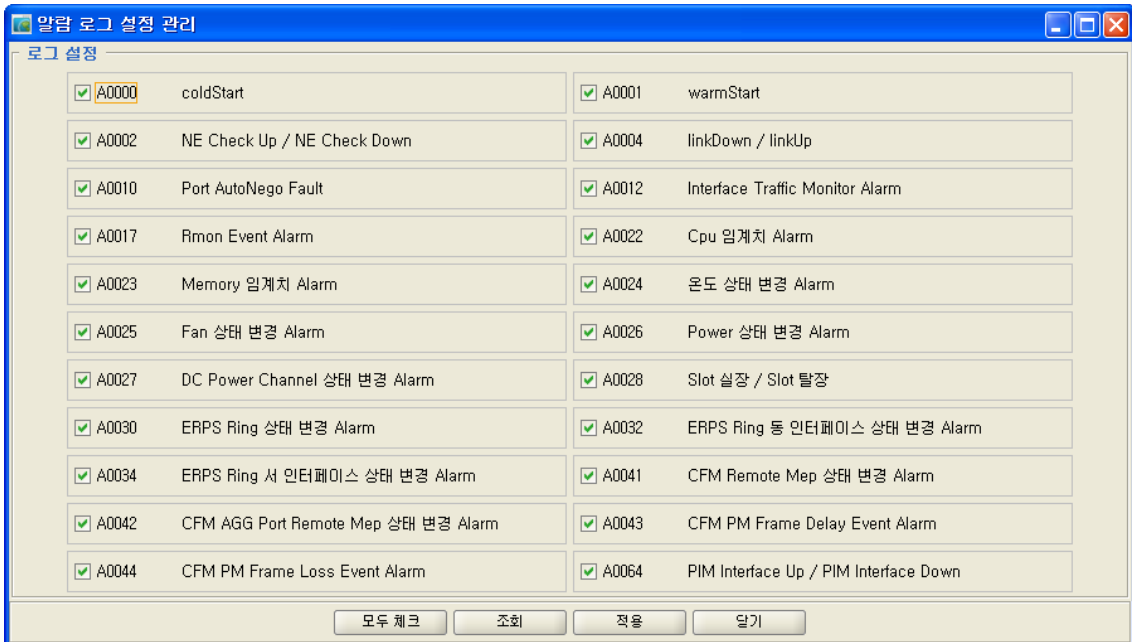 알람 로그 설정 관리
로그 설정
A0000 coldStart A0001 warmStart
A0002 NE Check Up / NE Check Down A0004 linkDown / linkUp
A0010 Port AutoNego Fault A0012 Interface Traffic Monitor Alarm
A0017 Rmon Event Alarm A0022 Cpu 임계치 Alarm
A0023 Memory 임계치 Alarm A0024 온도 상태 변경 Alarm
A0025 Fan 상태 변경 Alarm A0026 Power 상태 변경 Alarm
A0027 DC Power Channel 상태 변경 Alarm A0028 Slot 실장 / Slot 탈장
A0030 ERPS Ring 상태 변경 Alarm A0032 ERPS Ring 동 인터페이스 상태 변경 Alarm
A0034 ERPS Ring 서 인터페이스 상태 변경 Alarm A0041 CFM Remote Mep 상태 변경 Alarm
A0042 CFM AGG Port Remote Mep 상태 변경 Alarm A0043 CFM PM Frame Delay Event Alarm
A0044 CFM PM Frame Loss Event Alarm A0064 PIM Interface Up / PIM Interface Down
모두 체크 조회 적용 닫기